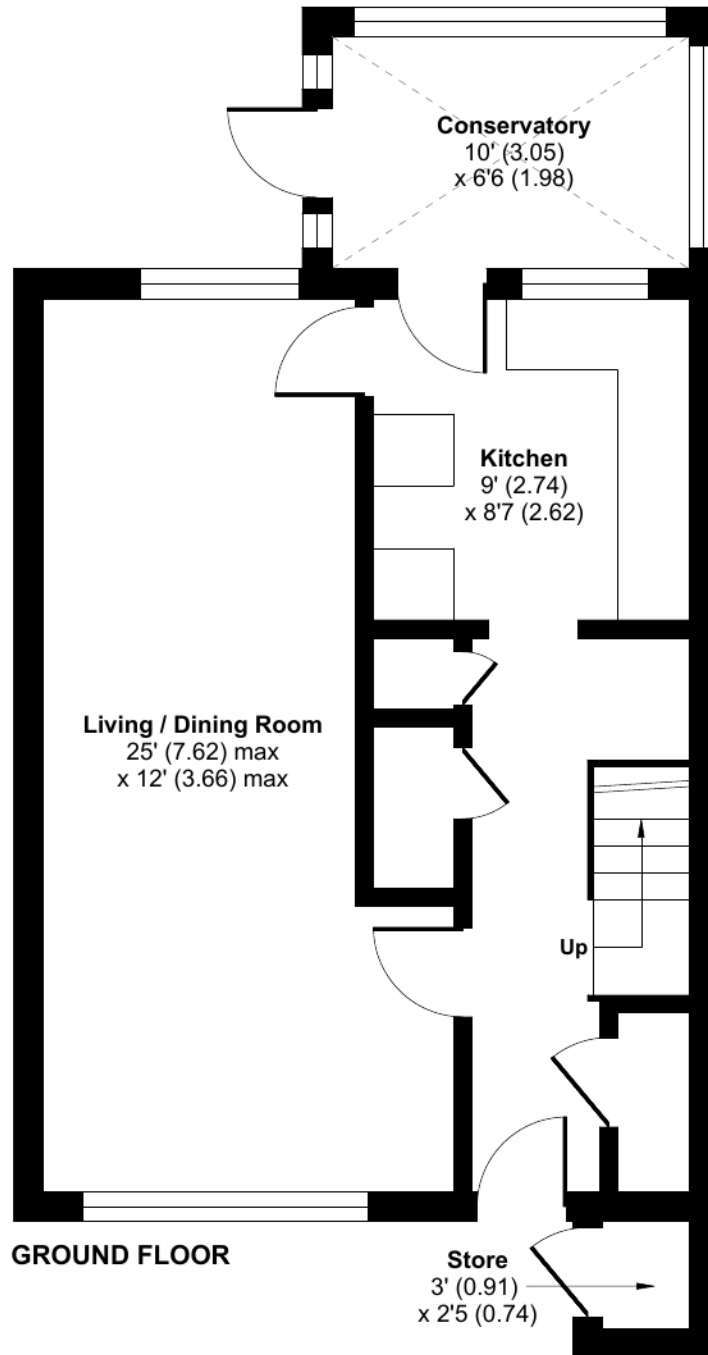 Conservatory
10' (3.05)
x 6'6 (1.98)
Kitchen
9' (2.74)
x 8'7 (2.62)
Living / Dining Room
25' (7.62) max
x 12' (3.66) max
Up
GROUND FLOOR
Store
3' (0.91)
x 2'5 (0.74)